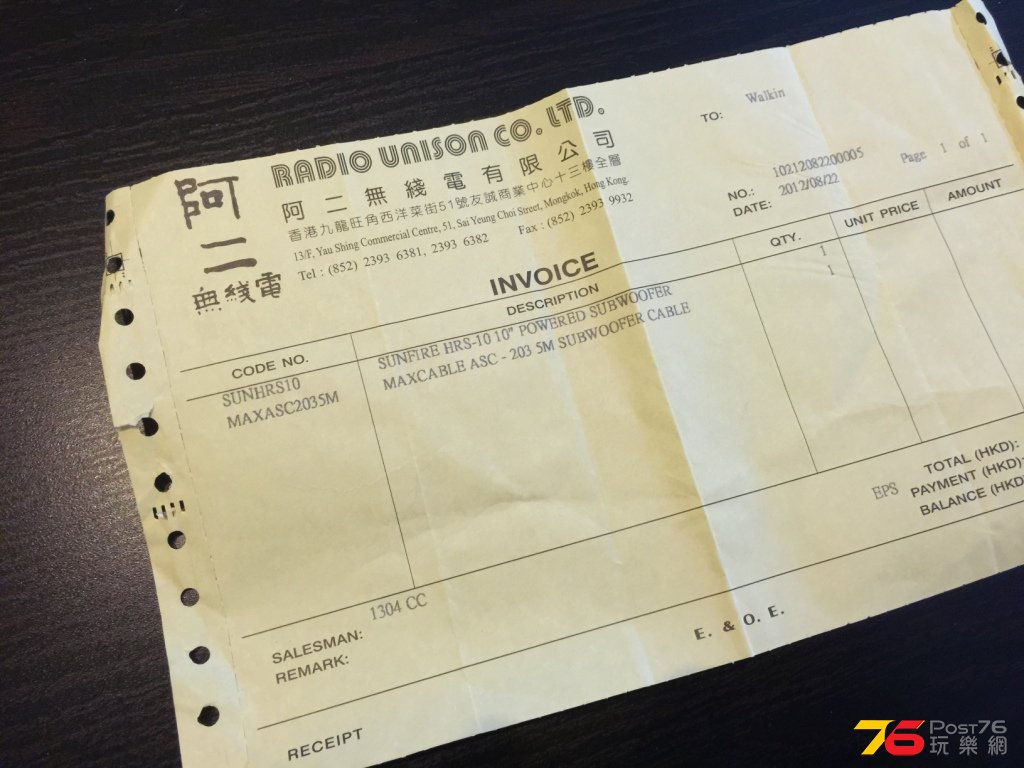 阿二無綫電
RADIO UNISON CO. LTD.
阿二無綫電有限公司
香港九龍旺角西洋菜街51號友誠商業中心十三樓全層
13/F, Yau Shing Commercial Centre, 51, Sai Yeung Choi Street, Mongkok, Hong Kong.
Tel : (852) 2393 6381, 2393 6382 Fax : (852) 2393 9932
TO: Walkin
NO.: 10212082200005
DATE: 2012/08/22 Page 1 of 1
INVOICE
CODE NO. DESCRIPTION QTY. UNIT PRICE AMOUNT
SUNHRS10 SUNFIRE HRS-10 10" POWERED SUBWOOFER 1
MAXASC2035M MAXCABLE ASC - 203 5M SUBWOOFER CABLE 1
TOTAL (HKD):
EPS PAYMENT (HKD):
BALANCE (HKD
SALESMAN: 1304 CC
REMARK:
E. & O. E.
RECEIPT
76 POST76
玩樂網